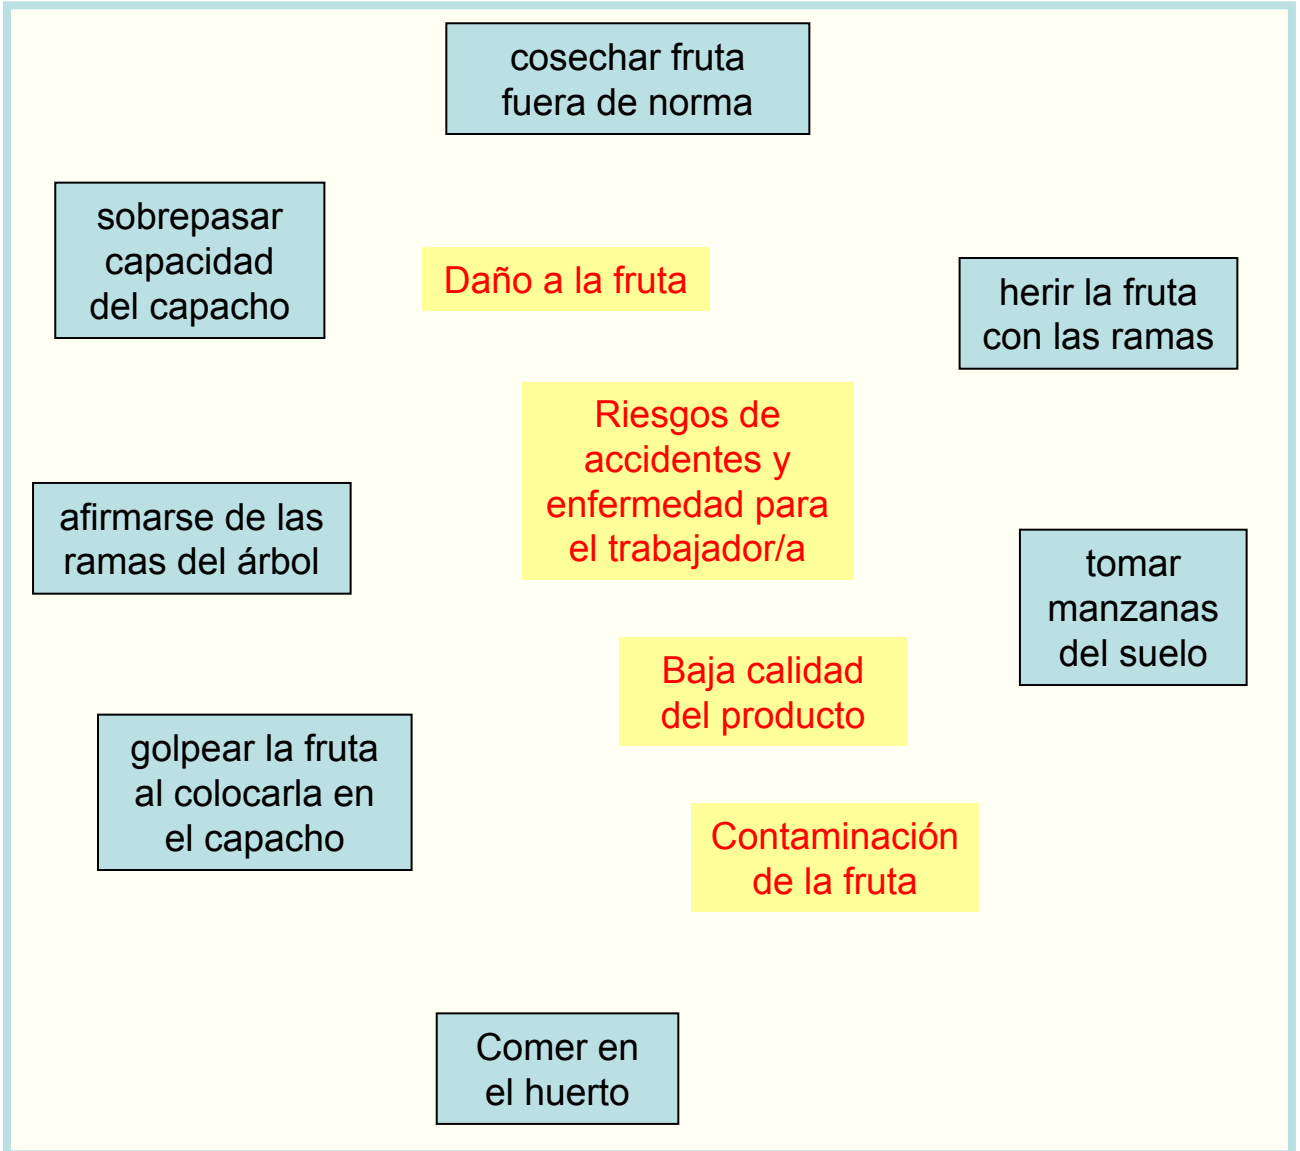 cosechar fruta
fuera de norma
sobrepasar
capacidad
del capacho
Daño a la fruta
herir la fruta
con las ramas
Riesgos de
accidentes y
enfermedad para
el trabajador/a
afirmarse de las
ramas del árbol
tomar
manzanas
del suelo
Baja calidad
del producto
golpear la fruta
al colocarla en
el capacho
Contaminación
de la fruta
Comer en
el huerto